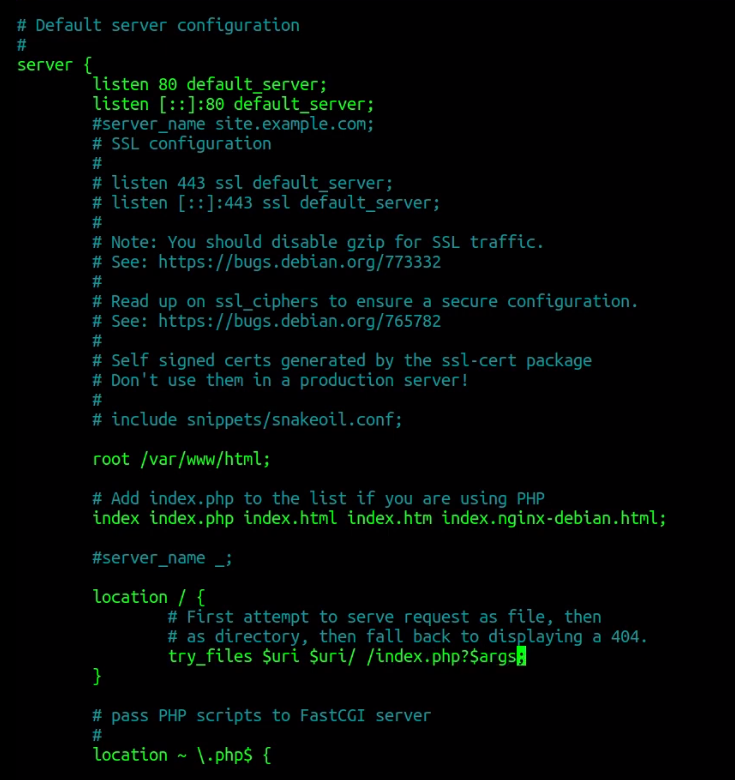 # Default server configuration
#
server {
listen 80 default_server;
listen [::]:80 default_server;
#server_name site.example.com;
# SSL configuration
#
# listen 443 ssl default_server;
# listen [::]:443 ssl default_server;
#
# Note: You should disable gzip for SSL traffic.
# See: https://bugs.debian.org/773332
#
# Read up on ssl_ciphers to ensure a secure configuration.
# See: https://bugs.debian.org/765782
#
# Self signed certs generated by the ssl-cert package
# Don't use them in a production server!
#
# include snippets/snakeoil.conf;
root /var/www/html;
# Add index.php to the list if you are using PHP
index index.php index.html index.htm index.nginx-debian.html;
#server_name _;
location / {
# First attempt to serve request as file, then
# as directory, then fall back to displaying a 404.
try_files $uri $uri/ /index.php?$args;
}
# pass PHP scripts to FastCGI server
#
location ~ \.php$ {